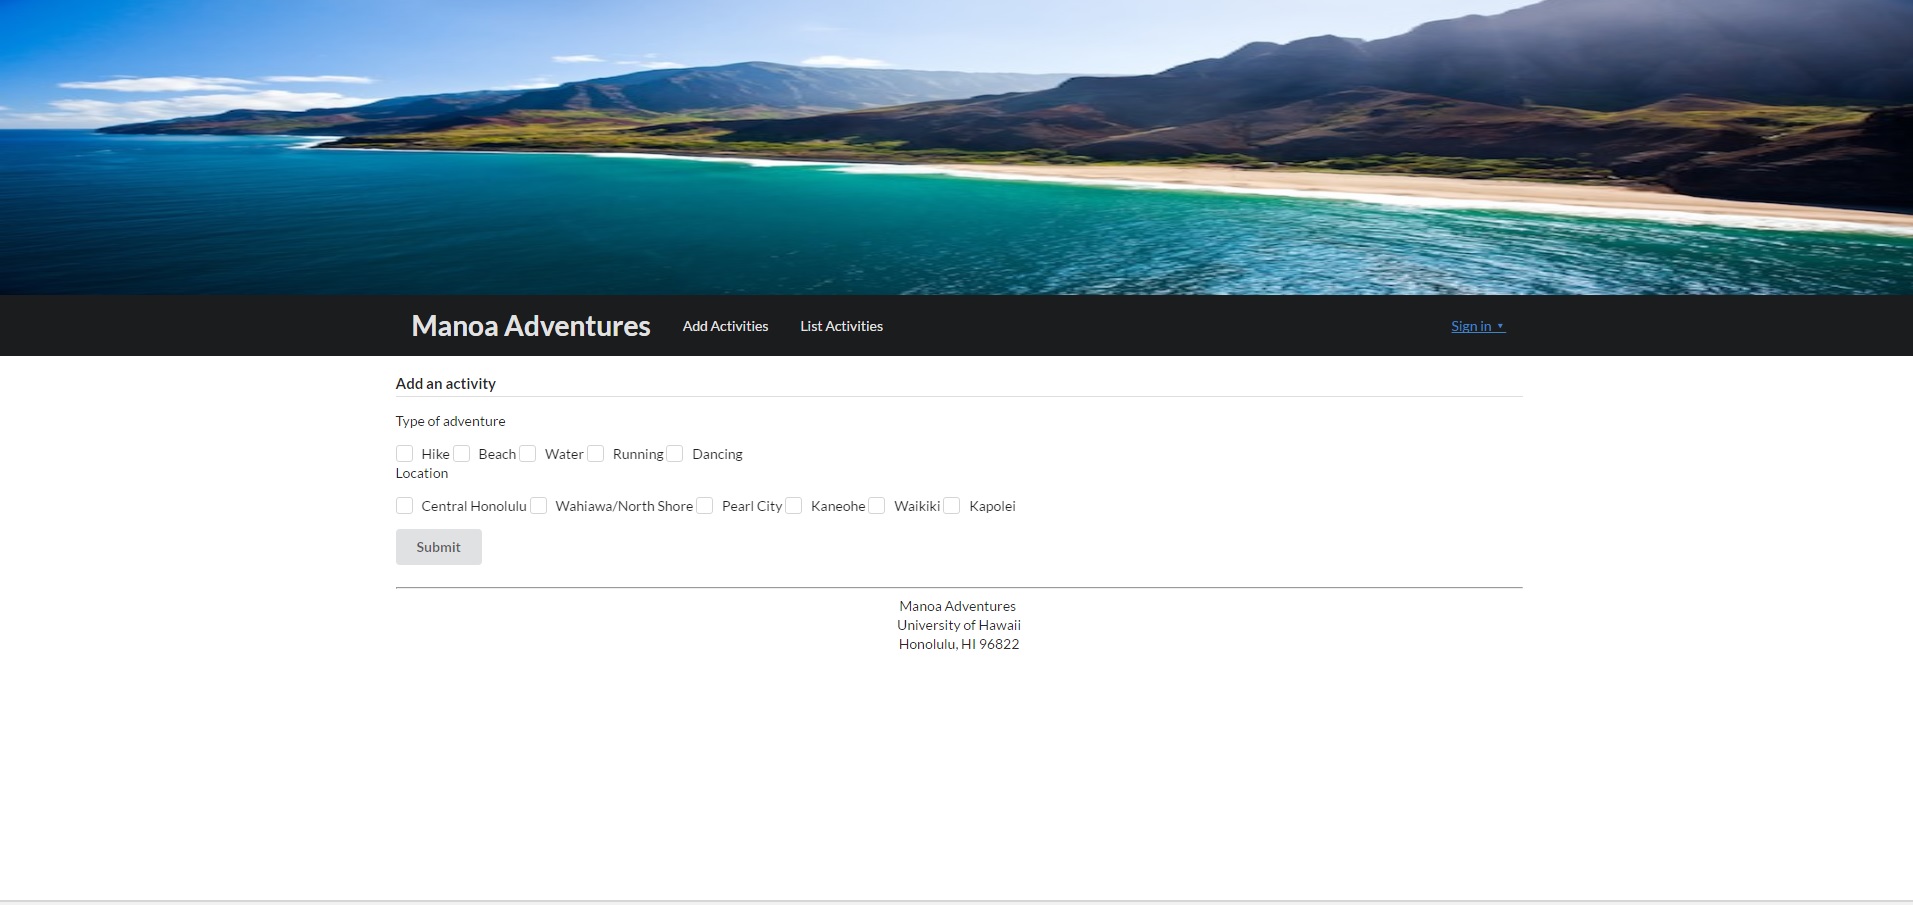 Manoa Adventures Add Activities List Activities Sign in
Add an activity
Type of adventure
Hike Beach Water Running Dancing
Location
Central Honolulu Wahiawa/North Shore Pearl City Kaneohe Waikiki Kapolei
Submit
Manoa Adventures
University of Hawaii
Honolulu, HI 96822